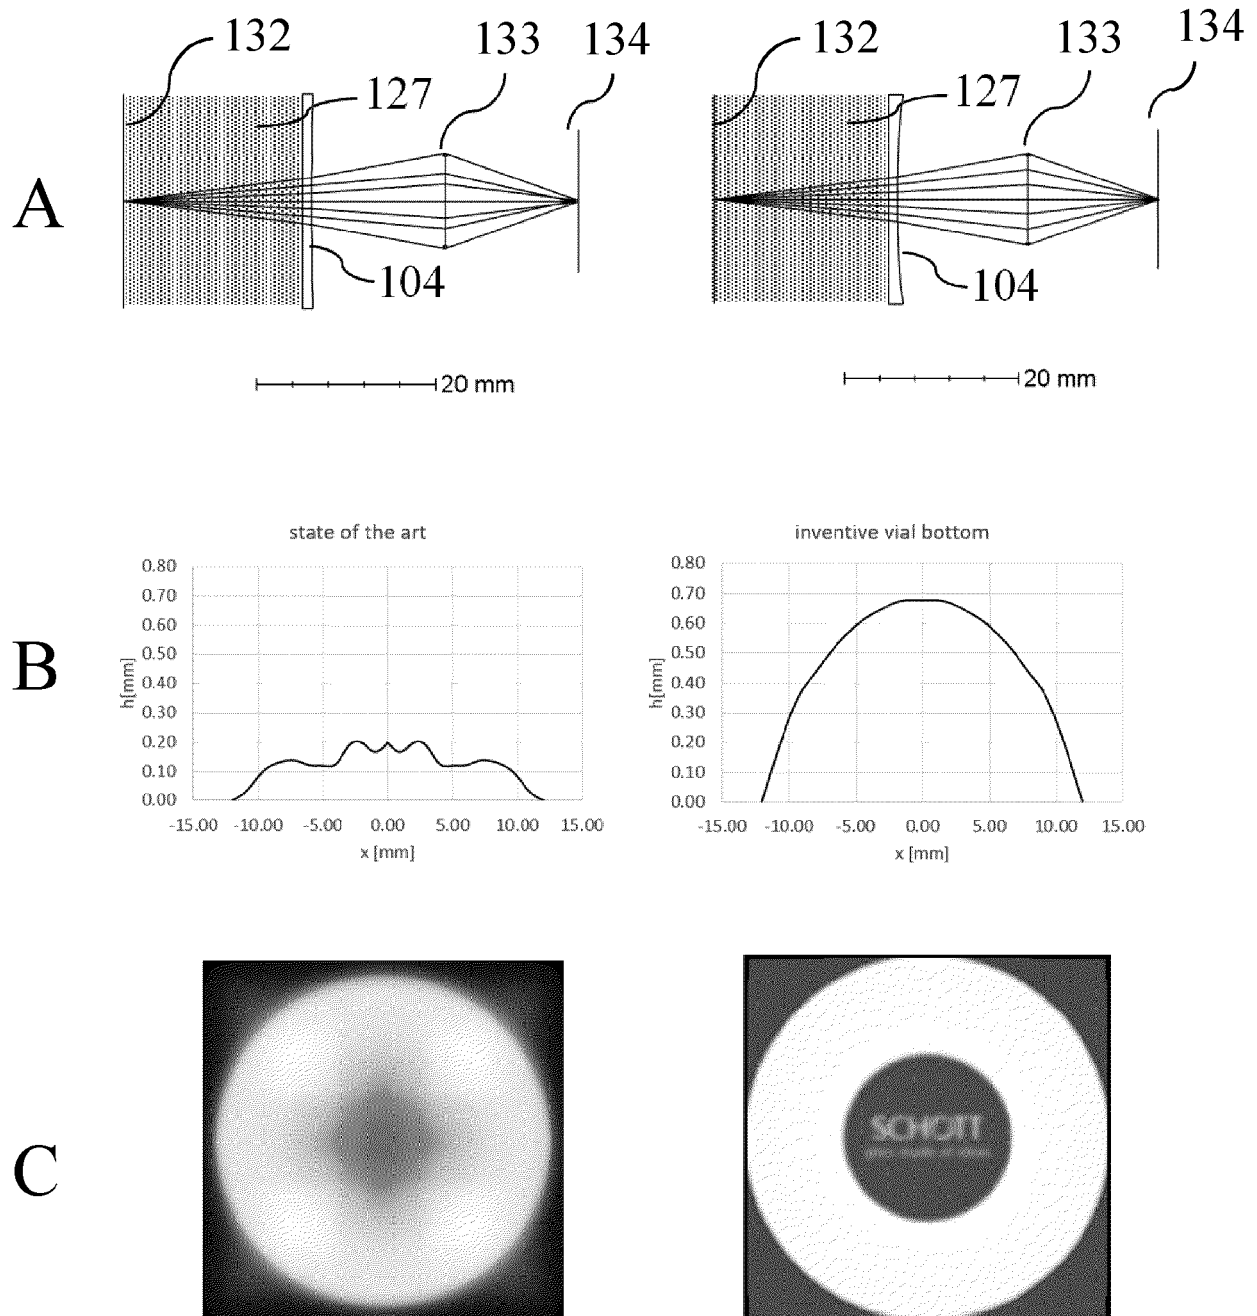 132 133 134 132 133 134
127 127
A
104 104
20 mm 20 mm
state of the art inventive vial bottom
0.80 0.80
0.70 0.70
0.60 0.60
0.50 0.50
B
0.40 0.40
h[mm] h[mm]
0.30 0.30
0.20 0.20
0.10 0.10
0.00 0.00
-15.00 -10.00 -5.00 0.00 5.00 10.00 15.00 -15.00 -10.00 -5.00 0.00 5.00 10.00 15.00
x [mm] x [mm]
SCHOTT
C